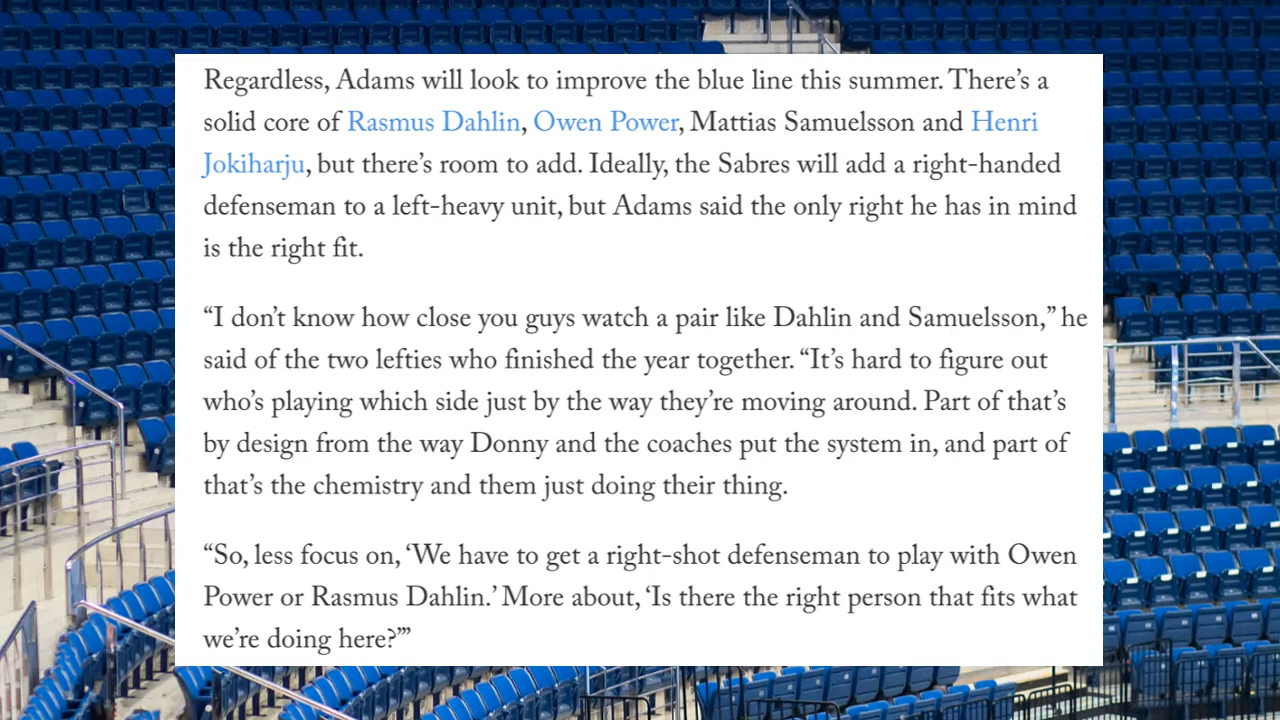 Regardless, Adams will look to improve the blue line this summer. There’s a
solid core of Rasmus Dahlin, Owen Power, Mattias Samuelsson and Henri
Jokiharju, but there’s room to add. Ideally, the Sabres will add a right-handed
defenseman to a left-heavy unit, but Adams said the only right he has in mind
is the right fit.
“I don’t know how close you guys watch a pair like Dahlin and Samuelsson,” he
said of the two lefties who finished the year together. “It’s hard to figure out
who’s playing which side just by the way they’re moving around. Part of that’s
by design from the way Donny and the coaches put the system in, and part of
that’s the chemistry and them just doing their thing.
“So, less focus on, ‘We have to get a right-shot defenseman to play with Owen
Power or Rasmus Dahlin.’ More about, ‘Is there the right person that fits what
we’re doing here?’”